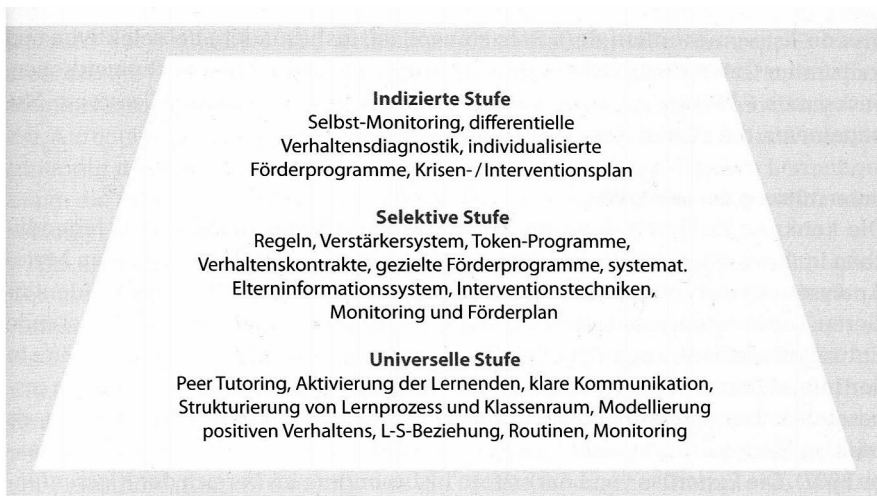 Indizierte Stufe
Selbst-Monitoring, differentielle
Verhaltensdiagnostik, individualisierte
Förderprogramme, Krisen-/Interventionsplan
Selektive Stufe
Regeln, Verstärkersystem, Token-Programme,
Verhaltenskontrakte, gezielte Förderprogramme, systemat.
Elterninformationssystem, Interventionstechniken,
Monitoring und Förderplan
Universelle Stufe
Peer Tutoring, Aktivierung der Lernenden, klare Kommunikation,
Strukturierung von Lernprozess und Klassenraum, Modellierung
positiven Verhaltens, L-S-Beziehung, Routinen, Monitoring